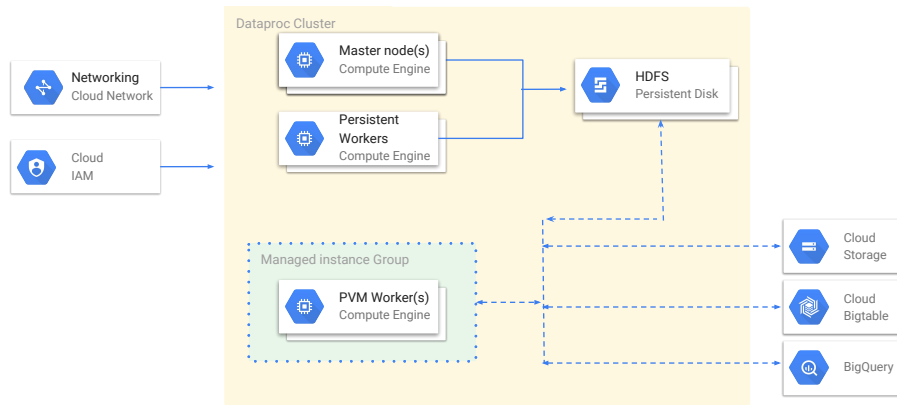 Dataproc Cluster
Networking
Cloud Network
Cloud
IAM
Master node(s)
Compute Engine
Persistent
Workers
Compute Engine
HDFS
Persistent Disk
Managed instance Group
PVM Worker(s)
Compute Engine
Cloud
Storage
Cloud
Bigtable
BigQuery